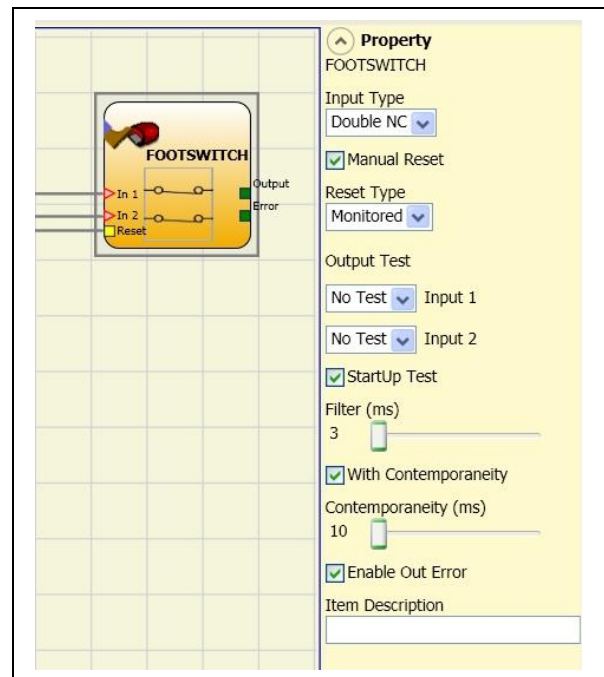 FOOTSWITCH
In 1
In 2
Reset
Output
Error
Property
FOOTSWITCH
Input Type
Double NC
Manual Reset
Reset Type
Monitored
Output Test
No Test Input 1
No Test Input 2
StartUp Test
Filter (ms)
3
With Contemporaneity
Contemporaneity (ms)
10
Enable Out Error
Item Description